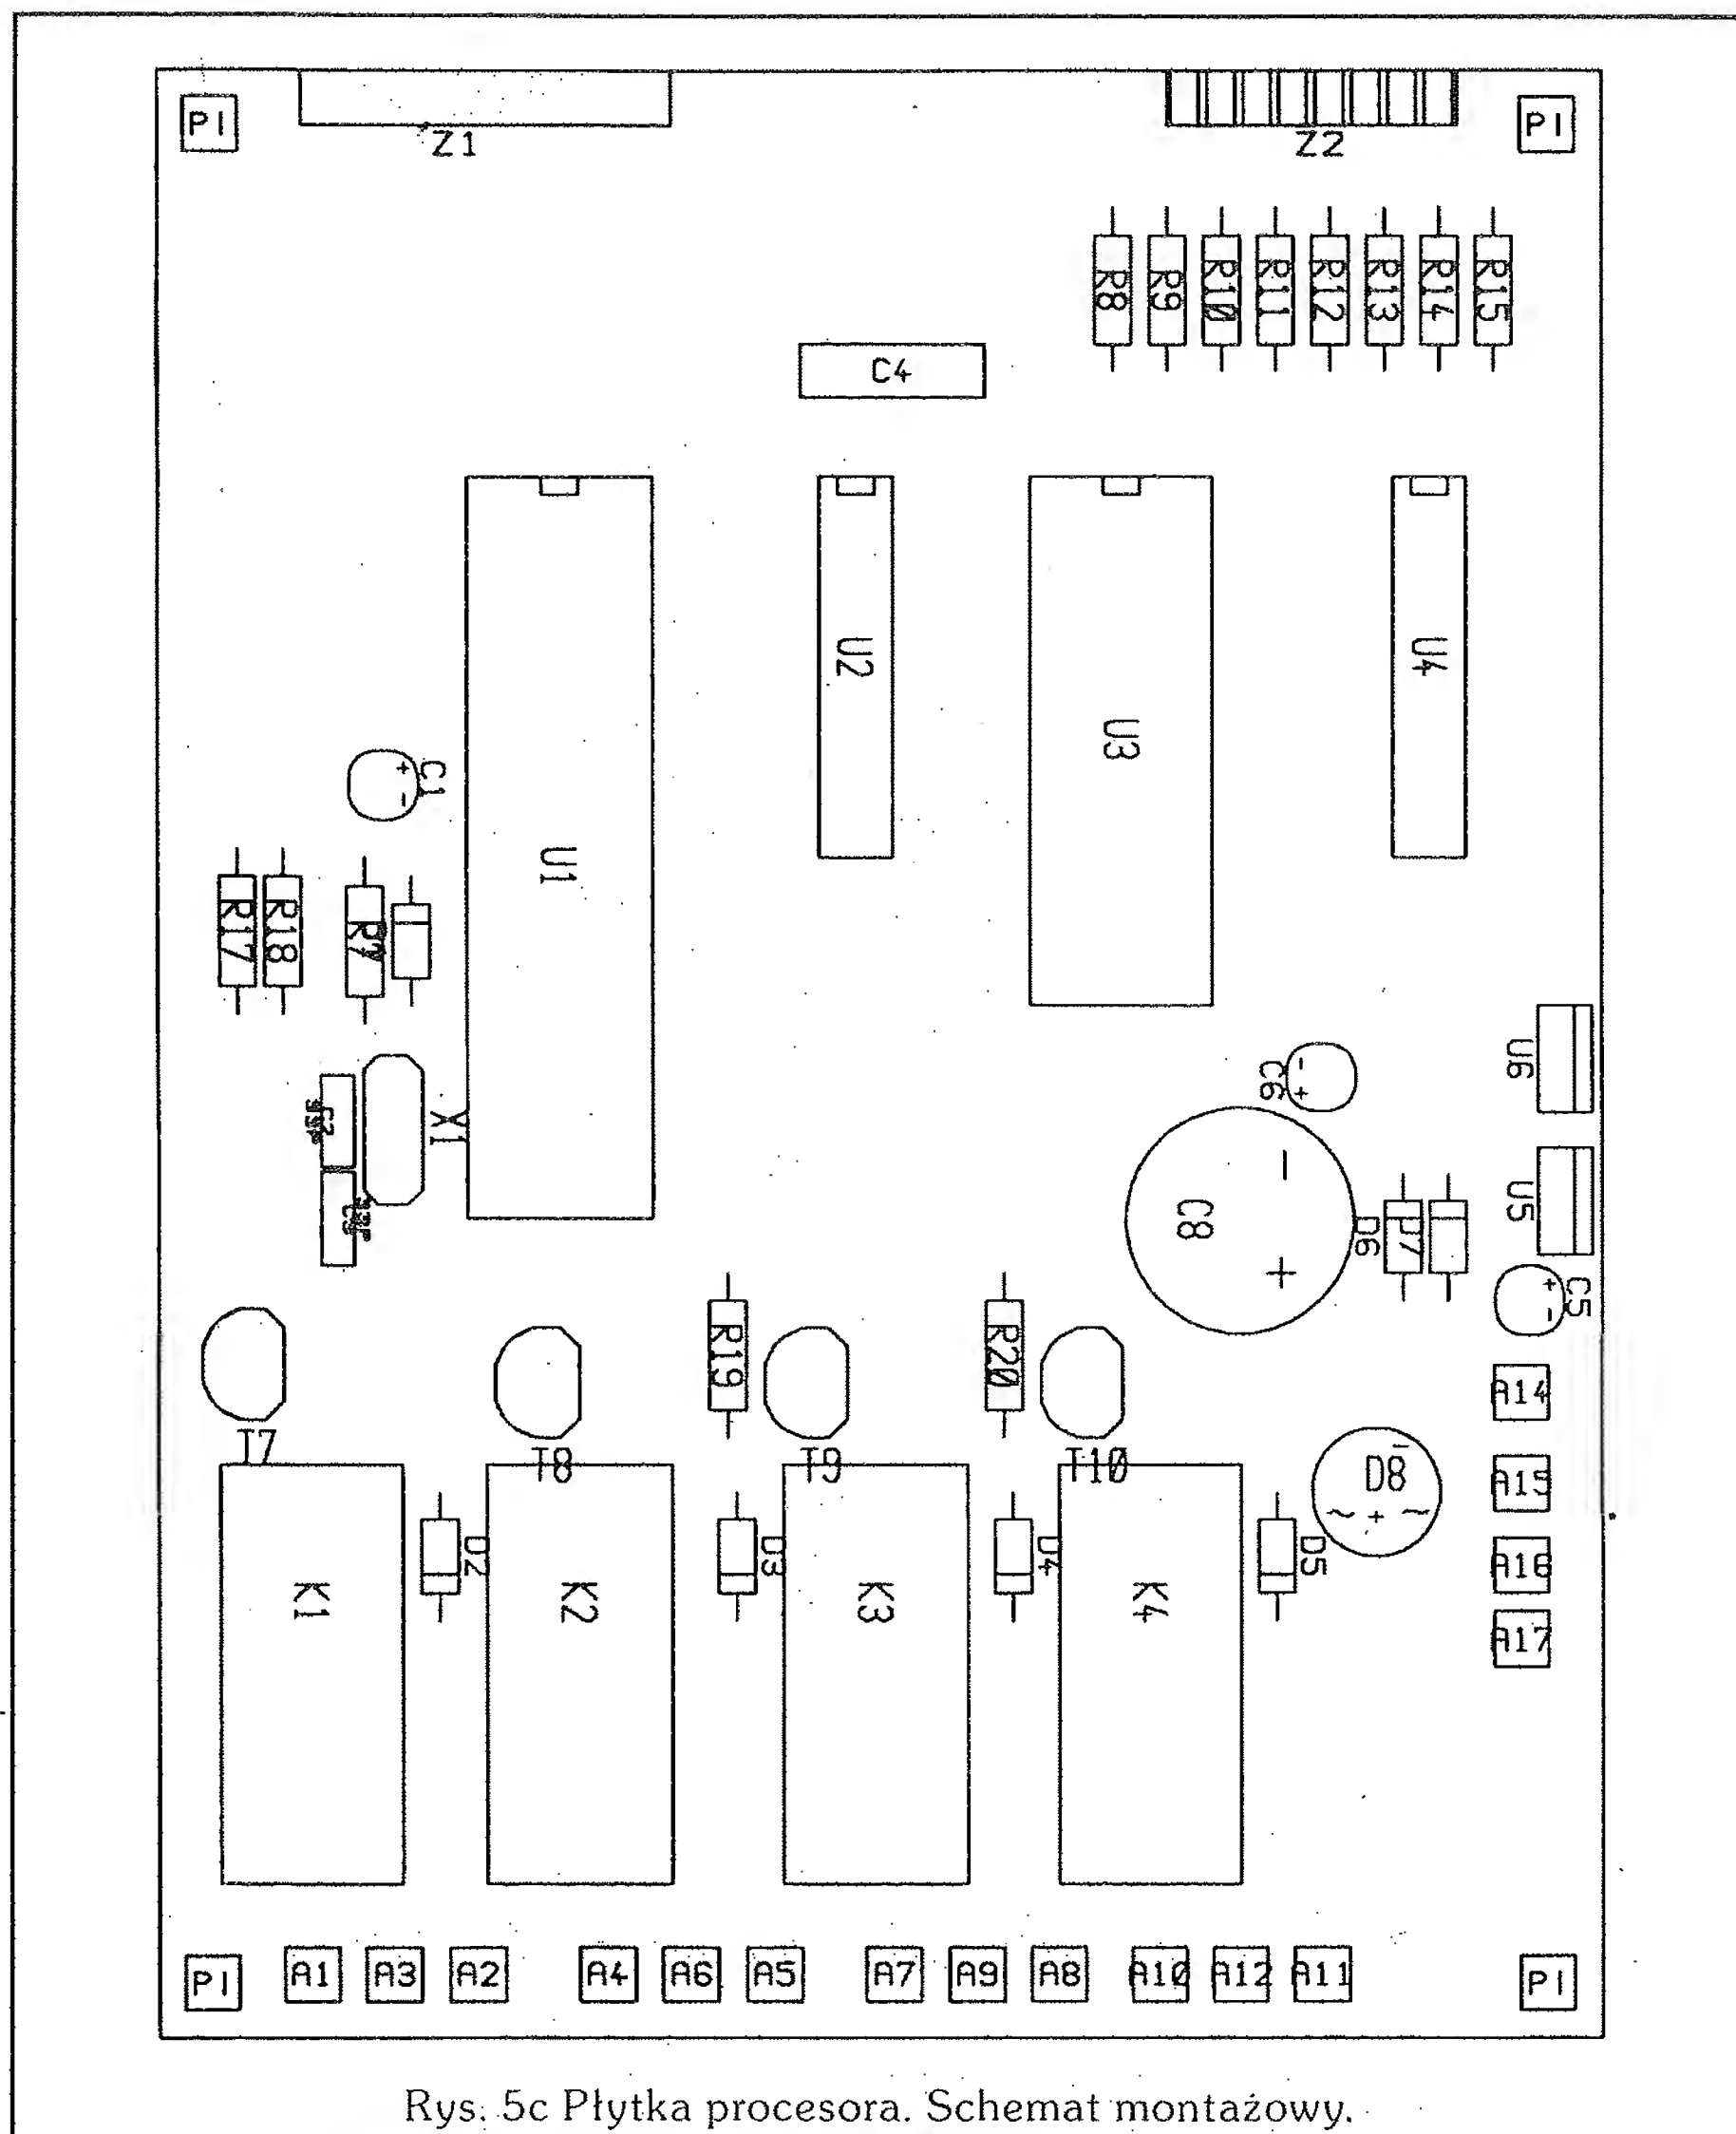 PI
PI
Z1
Z2
R8
R9
R10
R11
R12
R13
R14
R15
C4
U2
U4
U3
C1
+
-
U1
R17
R18
R7
U6
C6
-
+
X1
U5
C8
-
+
D6
D7
C5
+
-
R19
R20
A14
T7
T8
T9
T10
D8
-
~ + ~
A15
D2
D3
D4
D5
A16
K1
K2
K3
K4
A17
PI
A1
A3
A2
A4
A6
A5
A7
A9
A8
A10
A12
A11
PI
Rys. 5c Płytka procesora. Schemat montażowy.